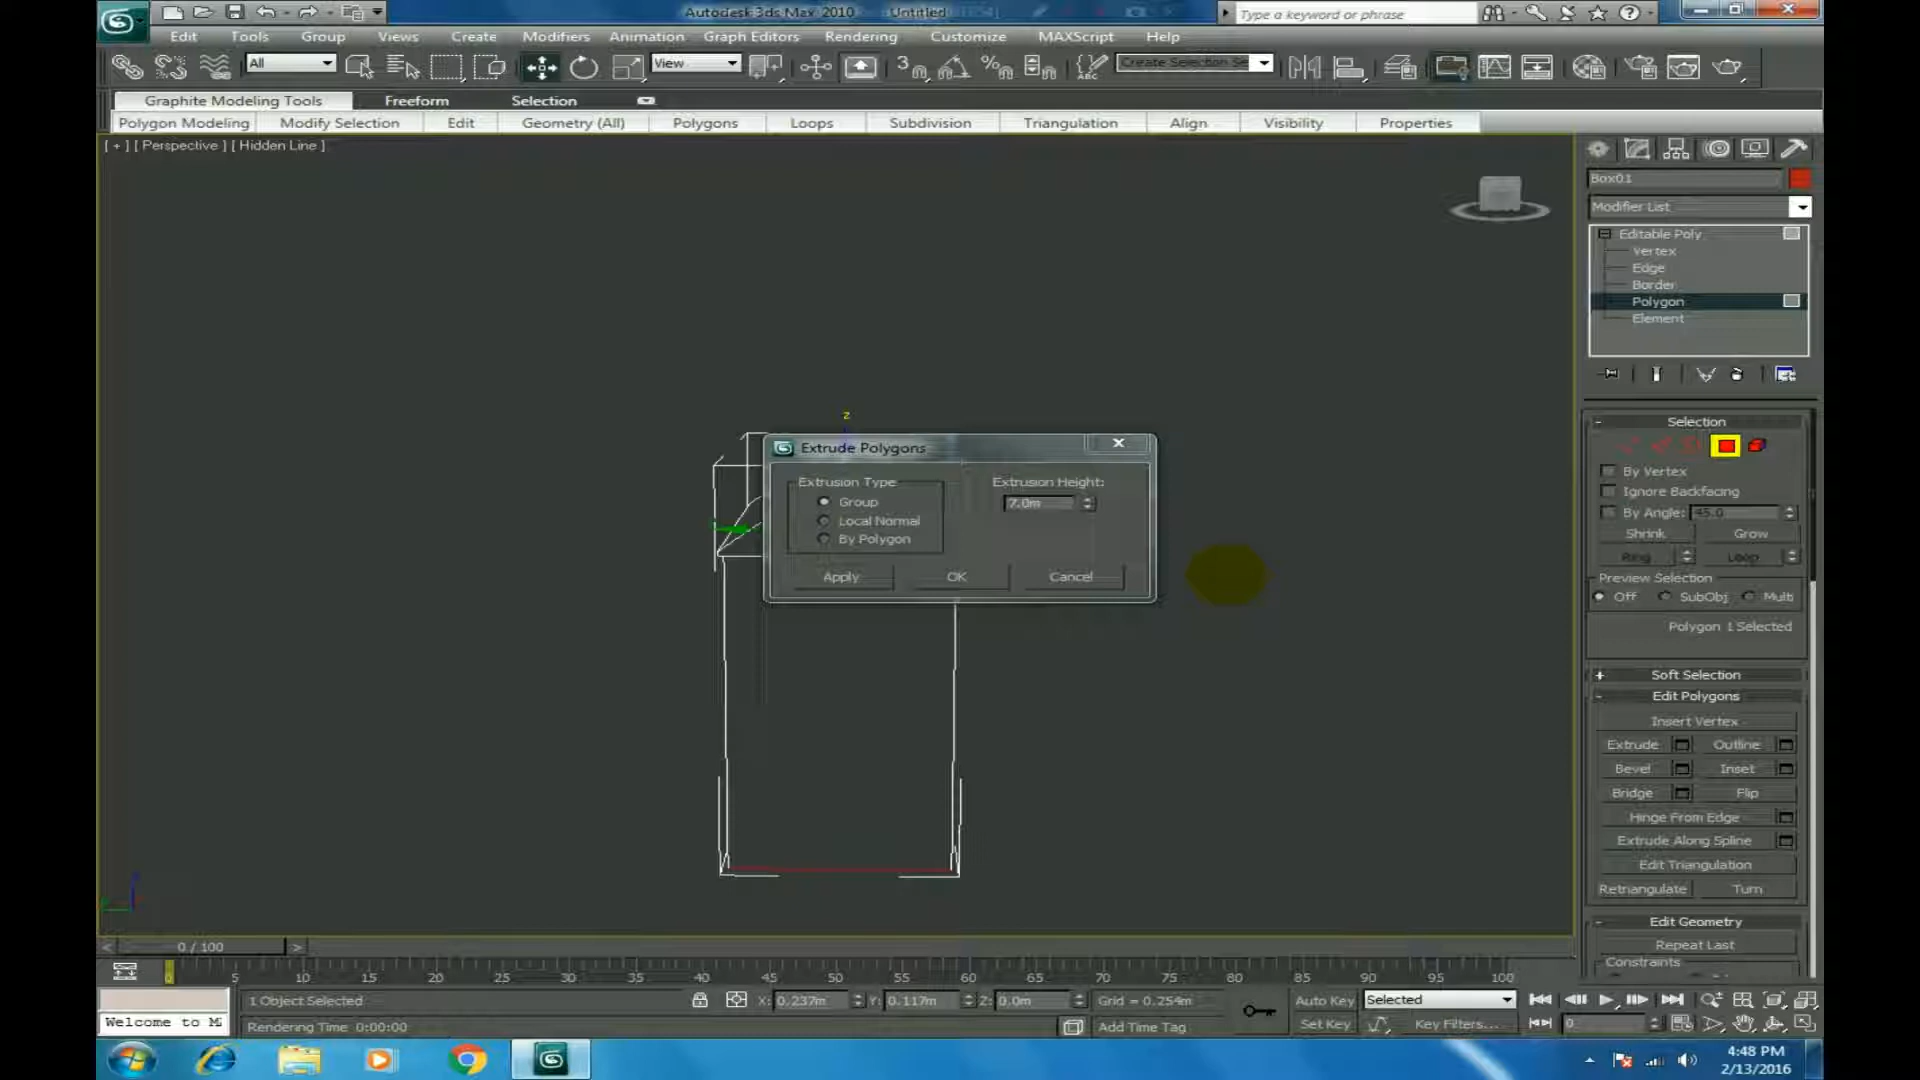 Autodesk 3ds Max 2010 Untitled
Type a keyword or phrase
Edit Tools Group Views Create Modifiers Animation Graph Editors Rendering Customize MAXScript Help
All View Create Selection Se
Graphite Modeling Tools Freeform Selection
Polygon Modeling Modify Selection Edit Geometry (All) Polygons Loops Subdivision Triangulation Align Visibility Properties
[ + ] [ Perspective ] [ Hidden Line ]
Box01
Modifier List
Editable Poly
Vertex
Edge
Border
Polygon
Element
z
Extrude Polygons
Extrusion Type Extrusion Height:
Group 7.0m
Local Normal
By Polygon
Apply OK Cancel
Selection
By Vertex
Ignore Backfacing
By Angle: 45.0
Shrink Grow
Ring Loop
Preview Selection
Off SubObj Multi
Polygon 1 Selected
Soft Selection
Edit Polygons
Insert Vertex
Extrude Outline
Bevel Inset
Bridge Flip
Hinge From Edge
Extrude Along Spline
Edit Triangulation
Retriangulate Turn
Edit Geometry
Repeat Last
Constraints
0 / 100
0 5 10 15 20 25 30 35 40 45 50 55 60 65 70 75 80 85 90 95 100
1 Object Selected X: 0.237m Y: 0.117m Z: 0.0m Grid = 0.254m Auto Key Selected
Welcome to M
Rendering Time 0:00:00 Add Time Tag Set Key Key Filters... 0
4:48 PM
2/13/2016